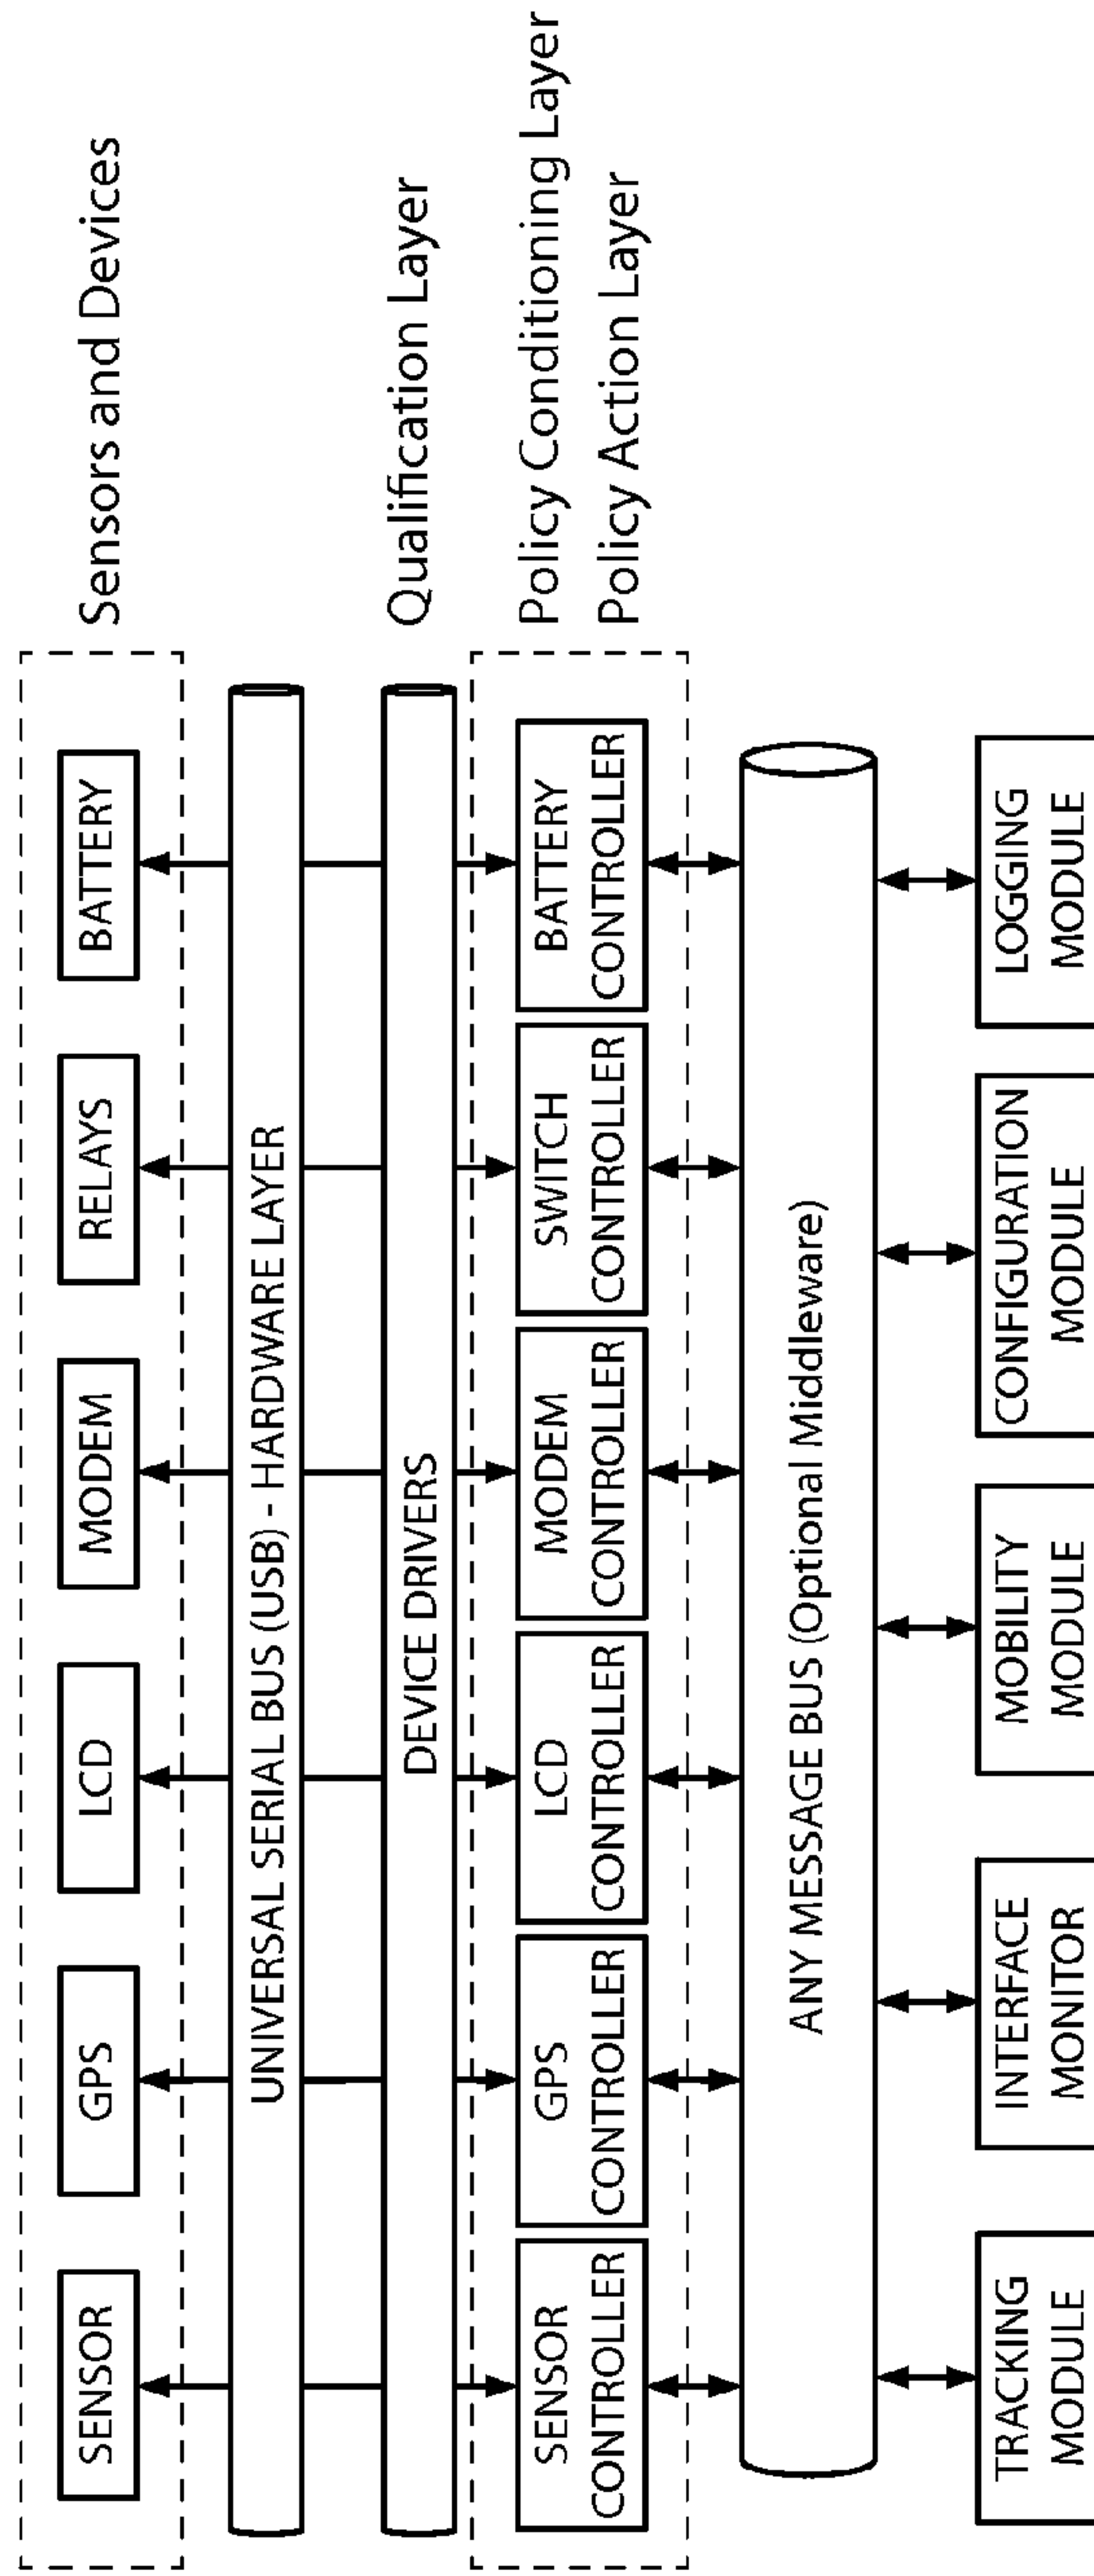 SENSOR
GPS
LCD
MODEM
RELAYS
BATTERY
Sensors and Devices
UNIVERSAL SERIAL BUS (USB) - HARDWARE LAYER
DEVICE DRIVERS
Qualification Layer
SENSOR
CONTROLLER
GPS
CONTROLLER
LCD
CONTROLLER
MODEM
CONTROLLER
SWITCH
CONTROLLER
BATTERY
CONTROLLER
Policy Conditioning Layer
Policy Action Layer
ANY MESSAGE BUS (Optional Middleware)
TRACKING
MODULE
INTERFACE
MONITOR
MOBILITY
MODULE
CONFIGURATION
MODULE
LOGGING
MODULE